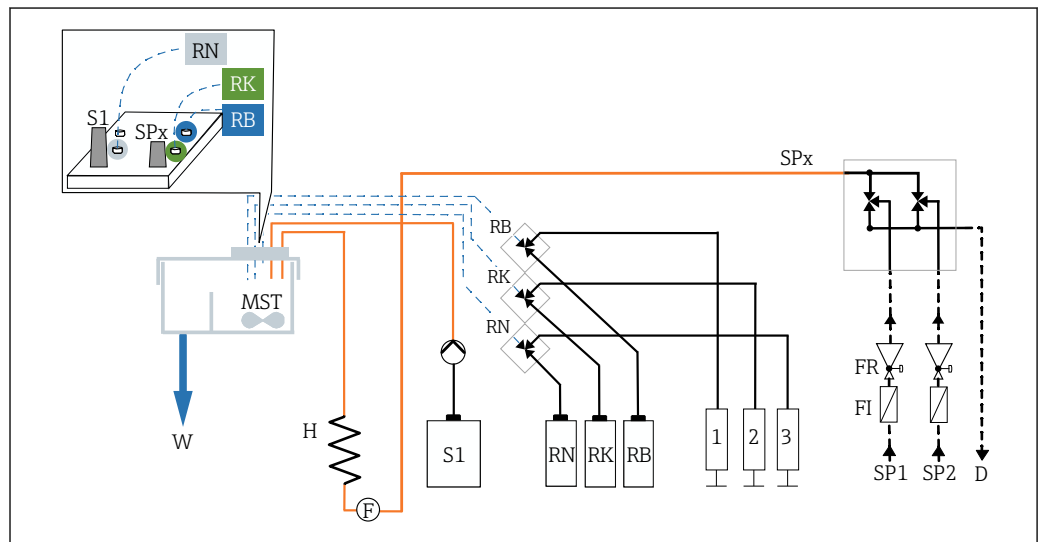 RN
RK
RB
S1
SPx
SPx
RB
RK
RN
MST
W
H
F
S1
RN
RK
RB
1
2
3
FR
FI
SP1
SP2
D